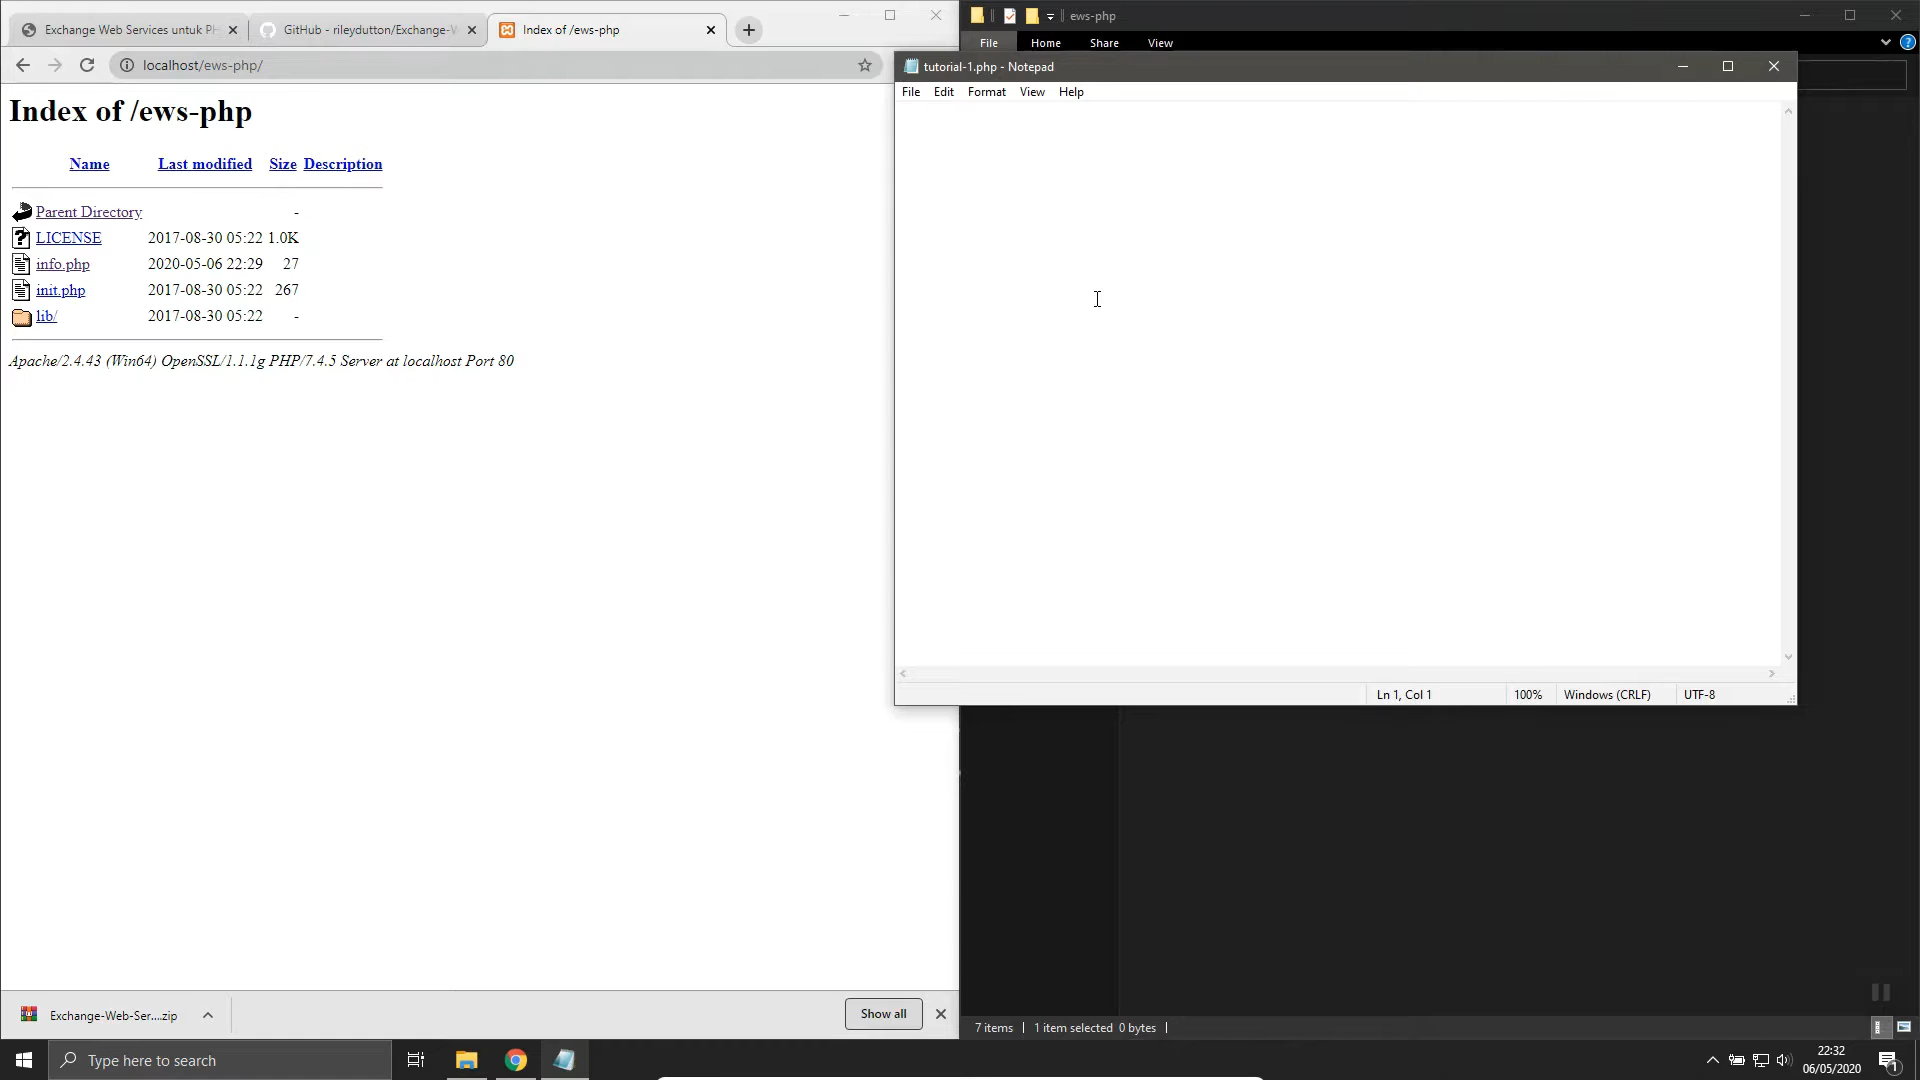 Exchange Web Services untuk PH
GitHub - rileydutton/Exchange-W
Index of /ews-php
ews-php
File Home Share View
localhost/ews-php/
tutorial-1.php - Notepad
File Edit Format View Help
Index of /ews-php
Name Last modified Size Description
Parent Directory -
LICENSE 2017-08-30 05:22 1.0K
info.php 2020-05-06 22:29 27
init.php 2017-08-30 05:22 267
lib/ 2017-08-30 05:22 -
Apache/2.4.43 (Win64) OpenSSL/1.1.1g PHP/7.4.5 Server at localhost Port 80
Ln 1, Col 1 100% Windows (CRLF) UTF-8
Exchange-Web-Ser....zip
Show all
7 items 1 item selected 0 bytes
Type here to search
22:32
06/05/2020
1